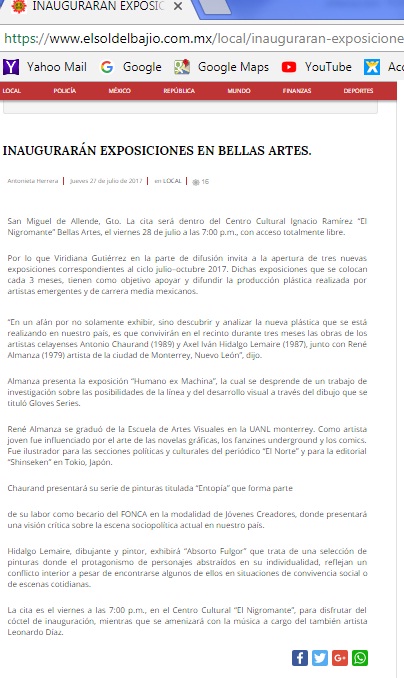 INAUGURARÁN EXPOSIC
https://www.elsoldelbajio.com.mx/local/inauguraran-exposicione
Yahoo Mail Google Google Maps YouTube Acc
LOCAL POLICÍA MÉXICO REPÚBLICA MUNDO FINANZAS DEPORTES
INAUGURARÁN EXPOSICIONES EN BELLAS ARTES.
Antonieta Herrera | Jueves 27 de julio de 2017 | en LOCAL | 16
San Miguel de Allende, Gto. La cita será dentro del Centro Cultural Ignacio Ramírez “El
Nigromante” Bellas Artes, el viernes 28 de julio a las 7:00 p.m., con acceso totalmente libre.
Por lo que Viridiana Gutiérrez en la parte de difusión invita a la apertura de tres nuevas
exposiciones correspondientes al ciclo julio–octubre 2017. Dichas exposiciones que se colocan
cada 3 meses, tienen como objetivo apoyar y difundir la producción plástica realizada por
artistas emergentes y de carrera media mexicanos.
“En un afán por no solamente exhibir, sino descubrir y analizar la nueva plástica que se está
realizando en nuestro país, es que convivirán en el recinto durante tres meses las obras de los
artistas celayenses Antonio Chaurand (1989) y Axel Iván Hidalgo Lemaire (1987), junto con René
Almanza (1979) artista de la ciudad de Monterrey, Nuevo León”, dijo.
Almanza presenta la exposición “Humano ex Machina”, la cual se desprende de un trabajo de
investigación sobre las posibilidades de la línea y del desarrollo visual a través del dibujo que se
tituló Gloves Series.
René Almanza se graduó de la Escuela de Artes Visuales en la UANL monterrey. Como artista
joven fue influenciado por el arte de las novelas gráficas, los fanzines underground y los comics.
Fue ilustrador para las secciones políticas y culturales del periódico “El Norte” y para la editorial
“Shinseken” en Tokio, Japón.
Chaurand presentará su serie de pinturas titulada “Entopía” que forma parte
de su labor como becario del FONCA en la modalidad de Jóvenes Creadores, donde presentará
una visión crítica sobre la escena sociopolítica actual en nuestro país.
Hidalgo Lemaire, dibujante y pintor, exhibirá “Absorto Fulgor” que trata de una selección de
pinturas donde el protagonismo de personajes abstraídos en su individualidad, reflejan un
conflicto interior a pesar de encontrarse algunos de ello en situaciones de convivencia social o
de escenas cotidianas.
La cita es el viernes a las 7:00 p.m., en el Centro Cultural “El Nigromante”, para disfrutar del
cóctel de inauguración, mientras que se amenizará con la música a cargo del también artista
Leonardo Díaz.